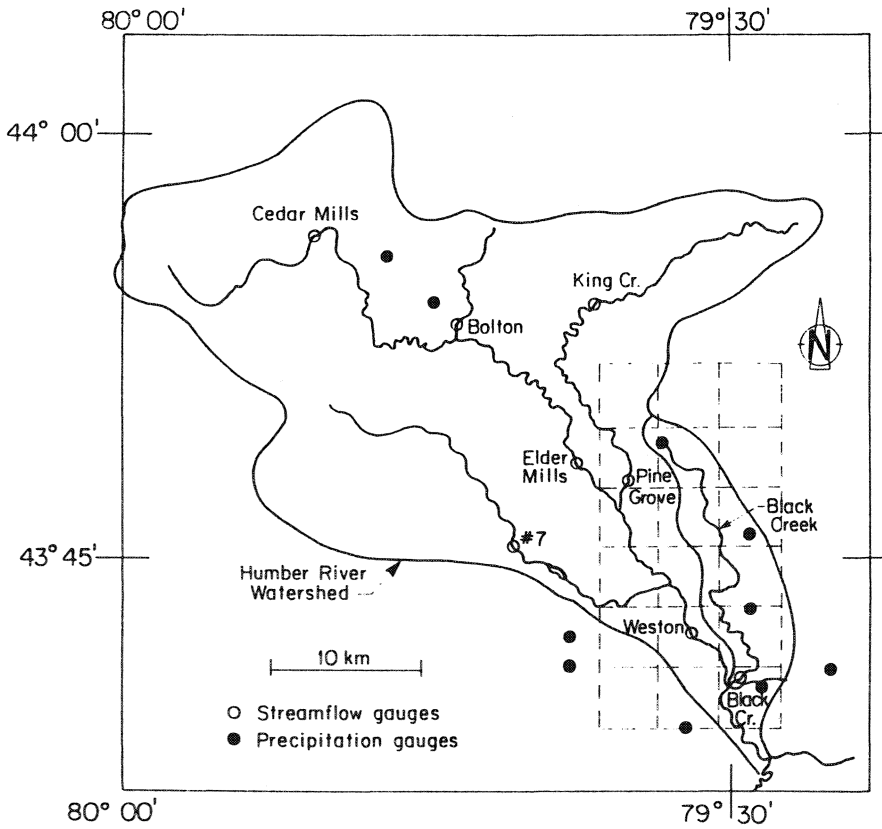 80° 00'
79° 30'
44° 00'
Cedar Mills
King Cr.
Bolton
N
Elder
Mills
Pine
Grove
Black
Creek
#7
43° 45'
Humber River
Watershed
Weston
10 km
Black
Cr.
Streamflow gauges
Precipitation gauges
80° 00'
79° 30'